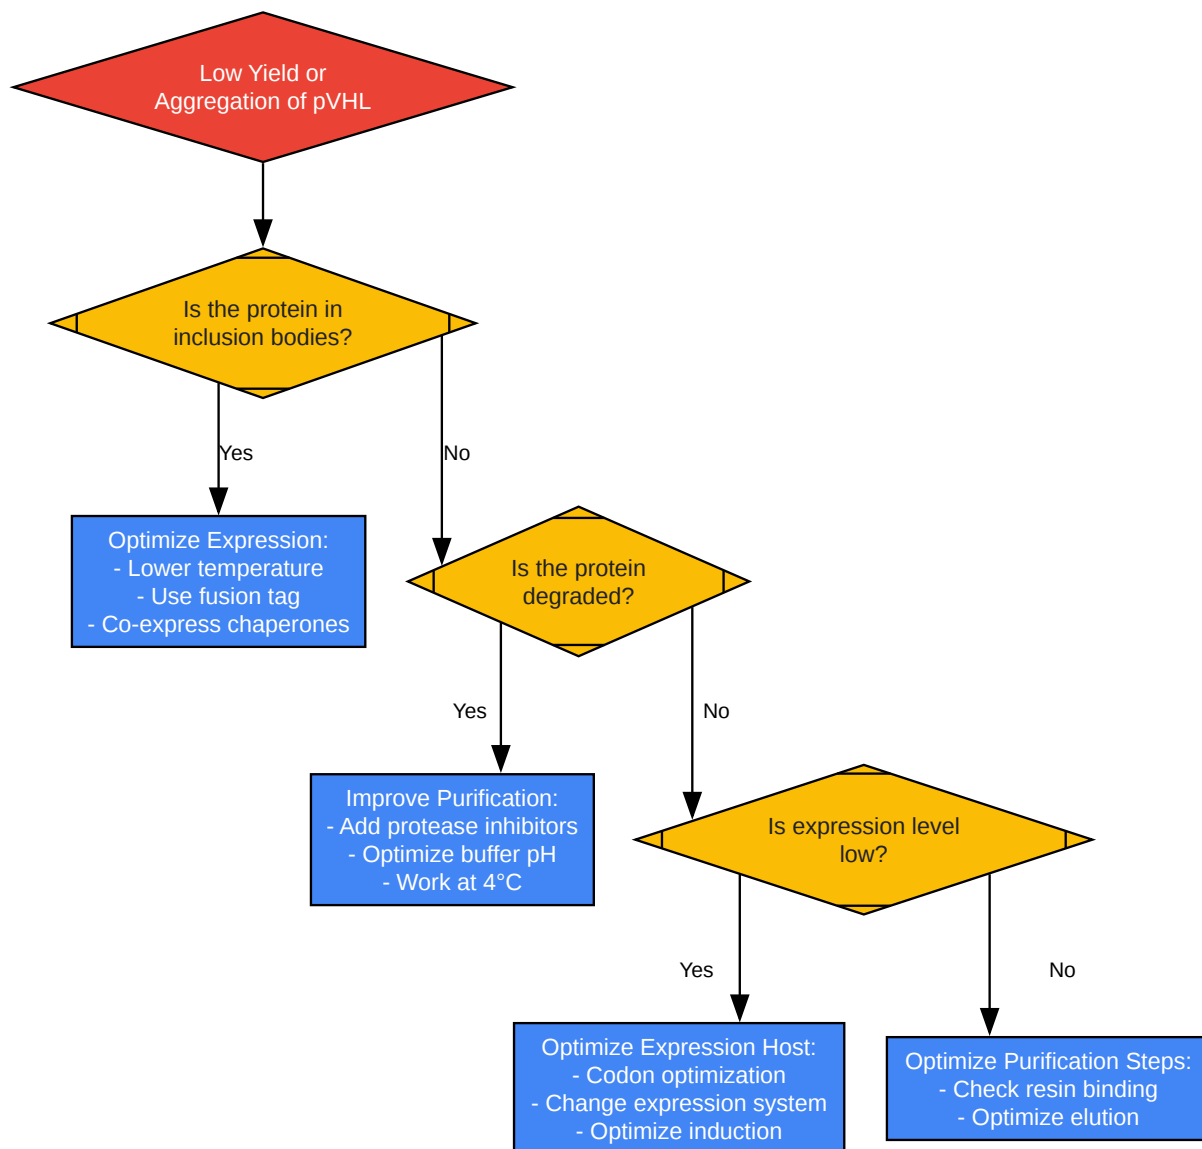 Low Yield or
Aggregation of pVHL
Is the protein in
inclusion bodies?
Yes
No
Optimize Expression:
- Lower temperature
- Use fusion tag
- Co-express chaperones
Is the protein
degraded?
Yes
No
Improve Purification:
- Add protease inhibitors
- Optimize buffer pH
- Work at 4°C
Is expression level
low?
Yes
No
Optimize Expression Host:
- Codon optimization
- Change expression system
- Optimize induction
Optimize Purification Steps:
- Check resin binding
- Optimize elution